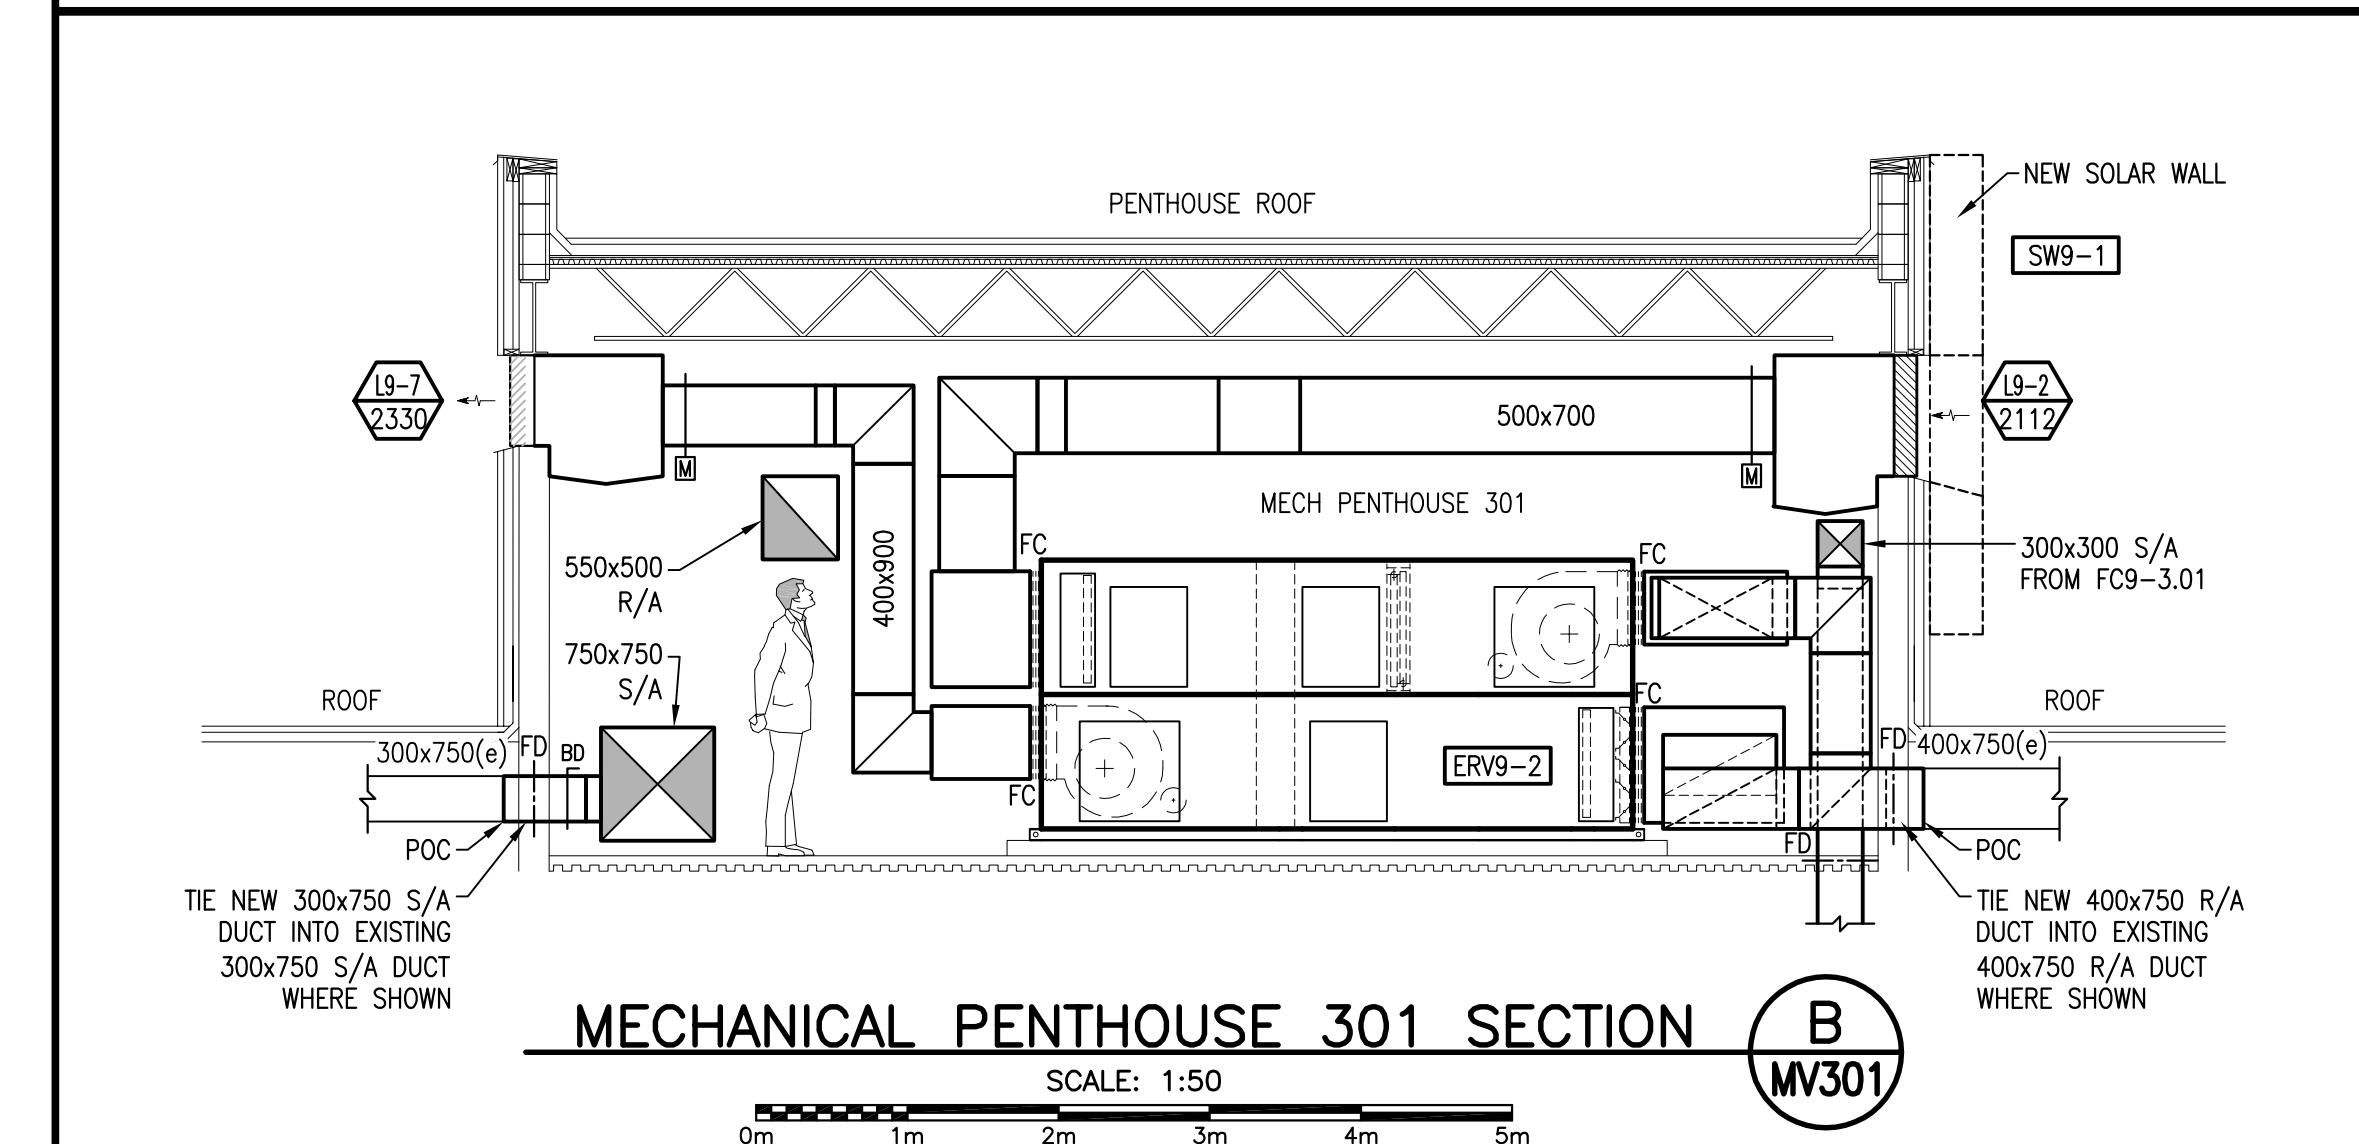 PENTHOUSE ROOF
NEW SOLAR WALL
SW9-1
L9-7
2330
M
400x900
500x700
M
L9-2
2112
MECH PENTHOUSE 301
550x500
R/A
750x750
S/A
FC
FC
FC
FC
ERV9-2
300x300 S/A
FROM FC9-3.01
ROOF
ROOF
300x750(e)
FD
BD
FD
400x750(e)
FD
POC
POC
TIE NEW 300x750 S/A
DUCT INTO EXISTING
300x750 S/A DUCT
WHERE SHOWN
TIE NEW 400x750 R/A
DUCT INTO EXISTING
400x750 R/A DUCT
WHERE SHOWN
MECHANICAL PENTHOUSE 301 SECTION
B
MV301
SCALE: 1:50
0m 1m 2m 3m 4m 5m